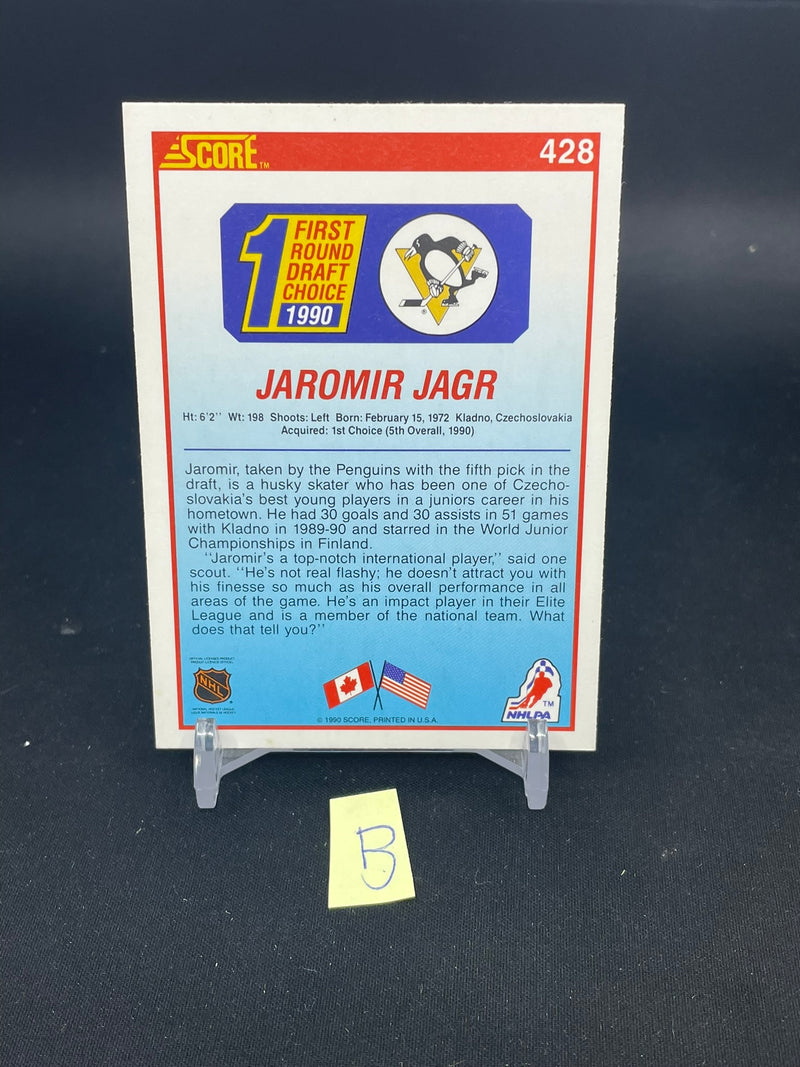 SCORE™ 428
1 FIRST
ROUND
DRAFT
CHOICE
1990
®
JAROMIR JAGR
Ht: 6'2'' Wt: 198 Shoots: Left Born: February 15, 1972 Kladno, Czechoslovakia
Acquired: 1st Choice (5th Overall, 1990)
Jaromir, taken by the Penguins with the fifth pick in the
draft, is a husky skater who has been one of Czecho-
slovakia's best young players in a juniors career in his
hometown. He had 30 goals and 30 assists in 51 games
with Kladno in 1989-90 and starred in the World Junior
Championships in Finland.
''Jaromir's a top-notch international player,'' said one
scout. ''He's not real flashy; he doesn't attract you with
his finesse so much as his overall performance in all
areas of the game. He's an impact player in their Elite
League and is a member of the national team. What
does that tell you?''
NHL ®
© 1990 SCORE, PRINTED IN U.S.A.
TM
NHLPA
B